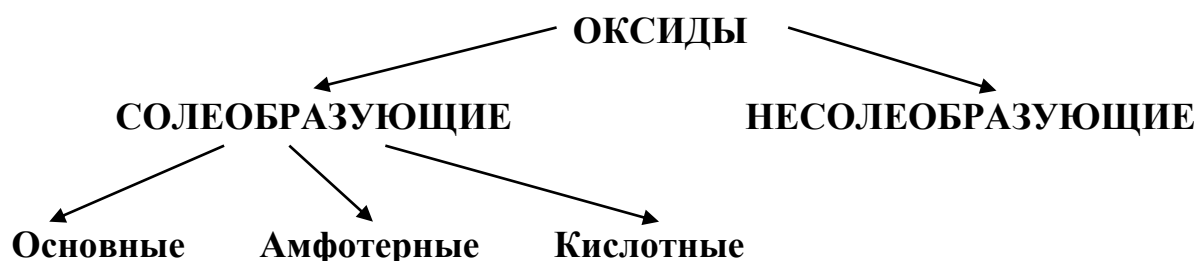 ОКСИДЫ
СОЛЕОБРАЗУЮЩИЕ НЕСОЛЕОБРАЗУЮЩИЕ
Основные Амфотерные Кислотные